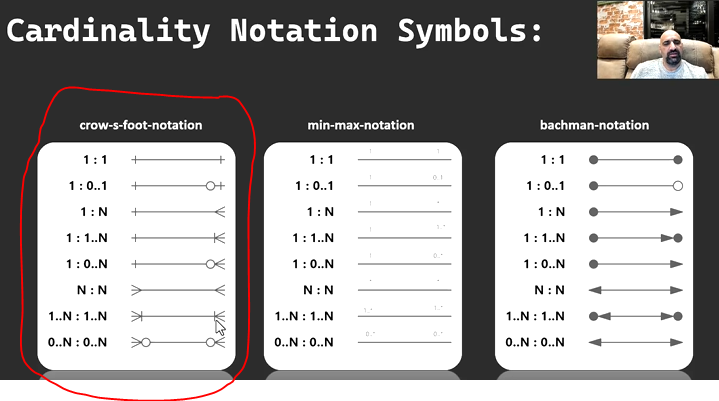 Cardinality Notation Symbols:
crow-s-foot-notation
1 : 1
1 : 0..1
1 : N
1 : 1..N
1 : 0..N
N : N
1..N : 1..N
0..N : 0..N
min-max-notation
1 : 1
1 : 0..1
1 : N
1 : 1..N
1 : 0..N
N : N
1..N : 1..N
0..N : 0..N
bachman-notation
1 : 1
1 : 0..1
1 : N
1 : 1..N
1 : 0..N
N : N
1..N : 1..N
0..N : 0..N